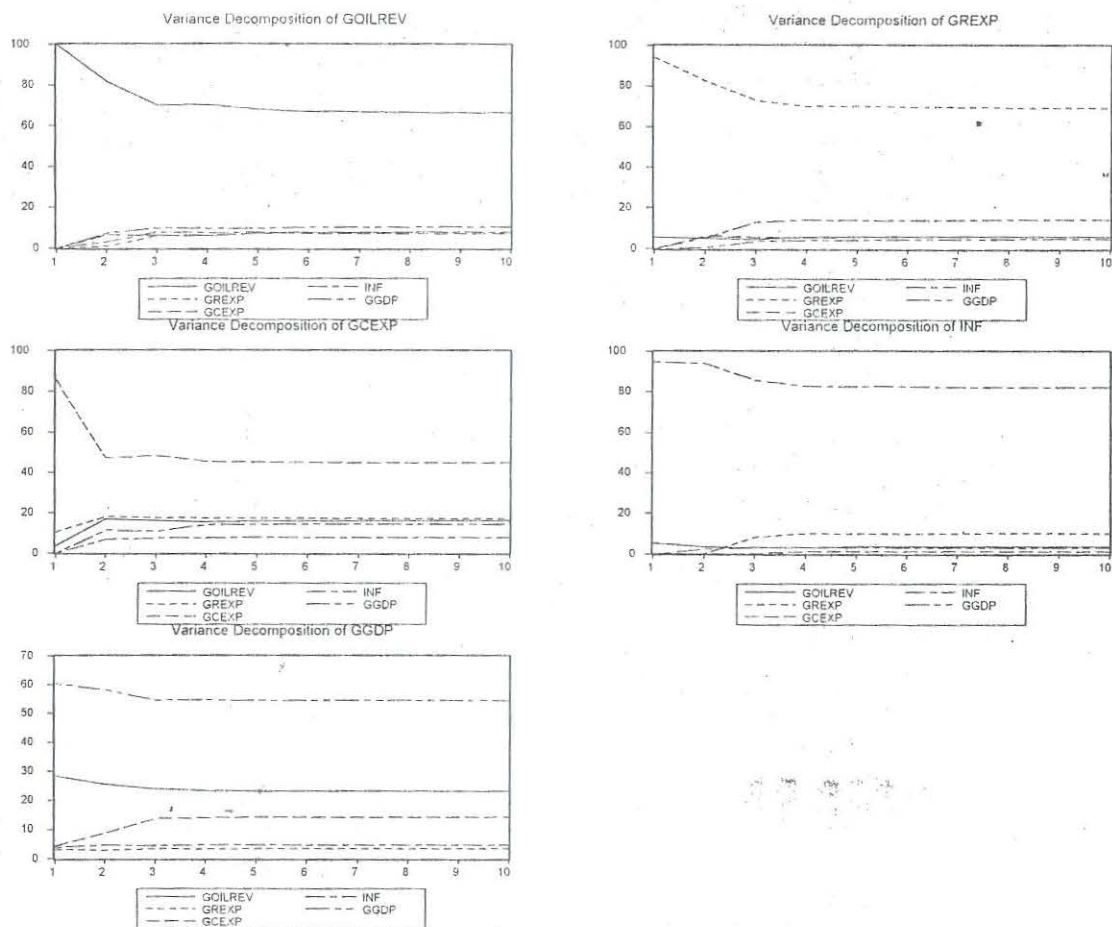 Variance Decomposition of GOILREV
100
80
60
40
20
0
1 2 3 4 5 6 7 8 9 10
GOILREV INF
GREXP GGDP
GCEXP
Variance Decomposition of GREXP
100
80
60
40
20
0
1 2 3 4 5 6 7 8 9 10
GOILREV INF
GREXP GGDP
GCEXP
Variance Decomposition of GCEXP
100
80
60
40
20
0
1 2 3 4 5 6 7 8 9 10
GOILREV INF
GREXP GGDP
GCEXP
Variance Decomposition of INF
100
80
60
40
20
0
1 2 3 4 5 6 7 8 9 10
GOILREV INF
GREXP GGDP
GCEXP
Variance Decomposition of GGDP
70
60
50
40
30
20
10
0
1 2 3 4 5 6 7 8 9 10
GOILREV INF
GREXP GGDP
GCEXP